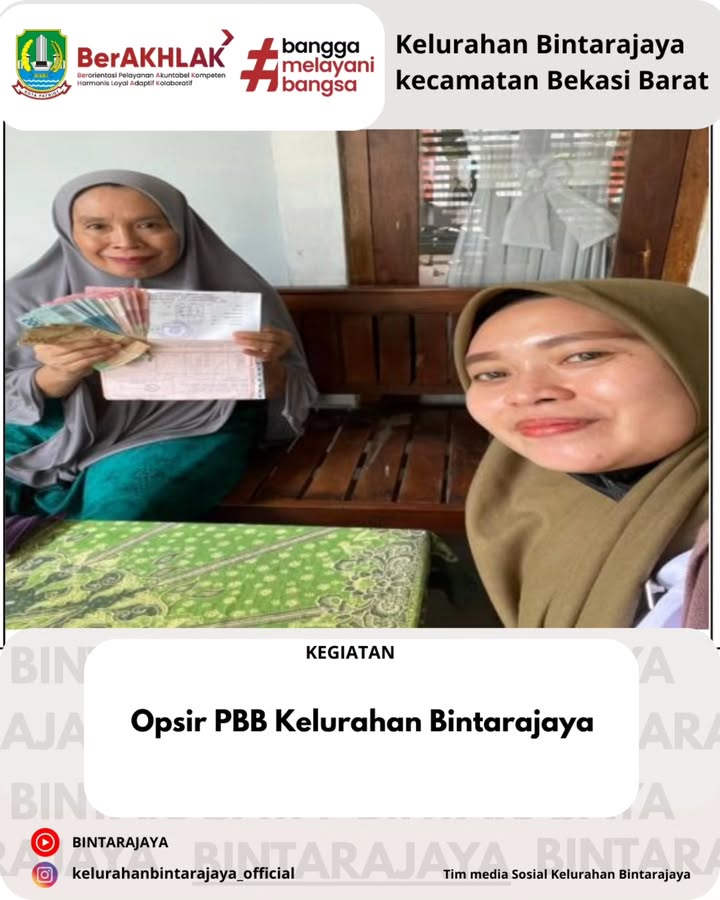 BerAKHLAK
Berorientasi Pelayanan Akuntabel Kompeten
Harmonis Loyal Adaptif Kolaboratif
#bangga
melayani
bangsa
Kelurahan Bintarajaya
kecamatan Bekasi Barat
KEGIATAN
Opsir PBB Kelurahan Bintarajaya
BINTARAJAYA
kelurahanbintarajaya_official
BINTARAJAYA
Tim media Sosial Kelurahan Bintarajaya